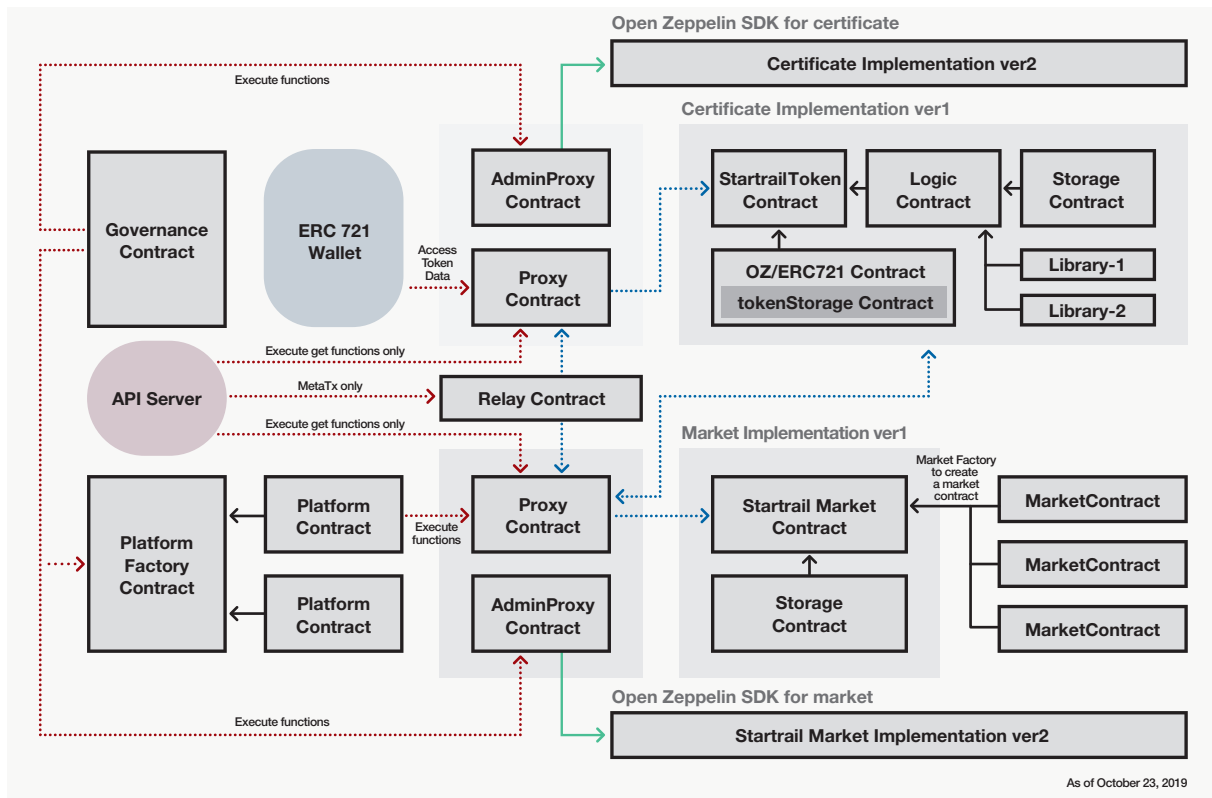 Open Zeppelin SDK for certificate
Certificate Implementation ver2
Execute functions
Certificate Implementation ver1
Governance
Contract
ERC 721
Wallet
Access
Token
Data
AdminProxy
Contract
Proxy
Contract
StartrailToken
Contract
Logic
Contract
Storage
Contract
OZ/ERC721 Contract
tokenStorage Contract
Library-1
Library-2
API Server
Execute get functions only
MetaTx only
Execute get functions only
Relay Contract
Market Implementation ver1
Platform
Factory
Contract
Platform
Contract
Platform
Contract
Execute
functions
Proxy
Contract
AdminProxy
Contract
Startrail Market
Contract
Storage
Contract
Market Factory
to create
a market
contract
MarketContract
MarketContract
MarketContract
Execute functions
Open Zeppelin SDK for market
Startrail Market Implementation ver2
As of October 23, 2019